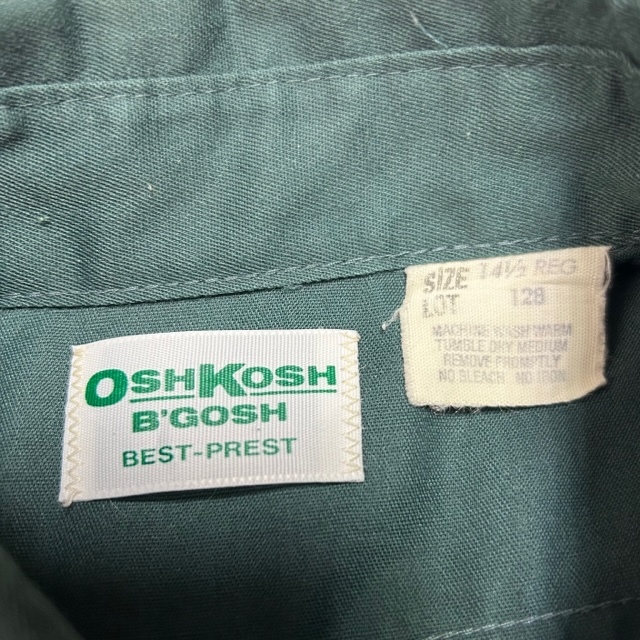 OSHKOSH
B'GOSH
BEST~PREST
SIZE 14½ REG
LOT 128
MACHINE WASH WARM
TUMBLE DRY MEDIUM
REMOVE PROMPTLY
NO BLEACH NO IRON